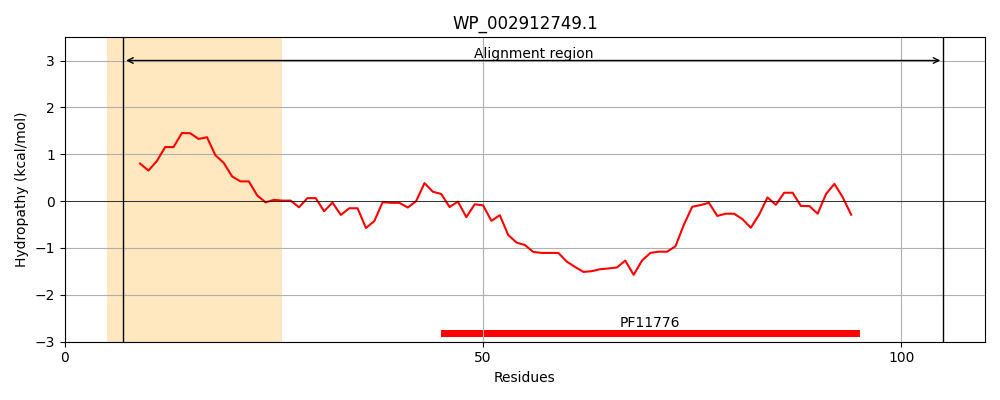 WP_002912749.1
Alignment region
3
2
1
0
−1
−2
−3
Hydropathy (kcal/mol)
PF11776
0
50
100
Residues